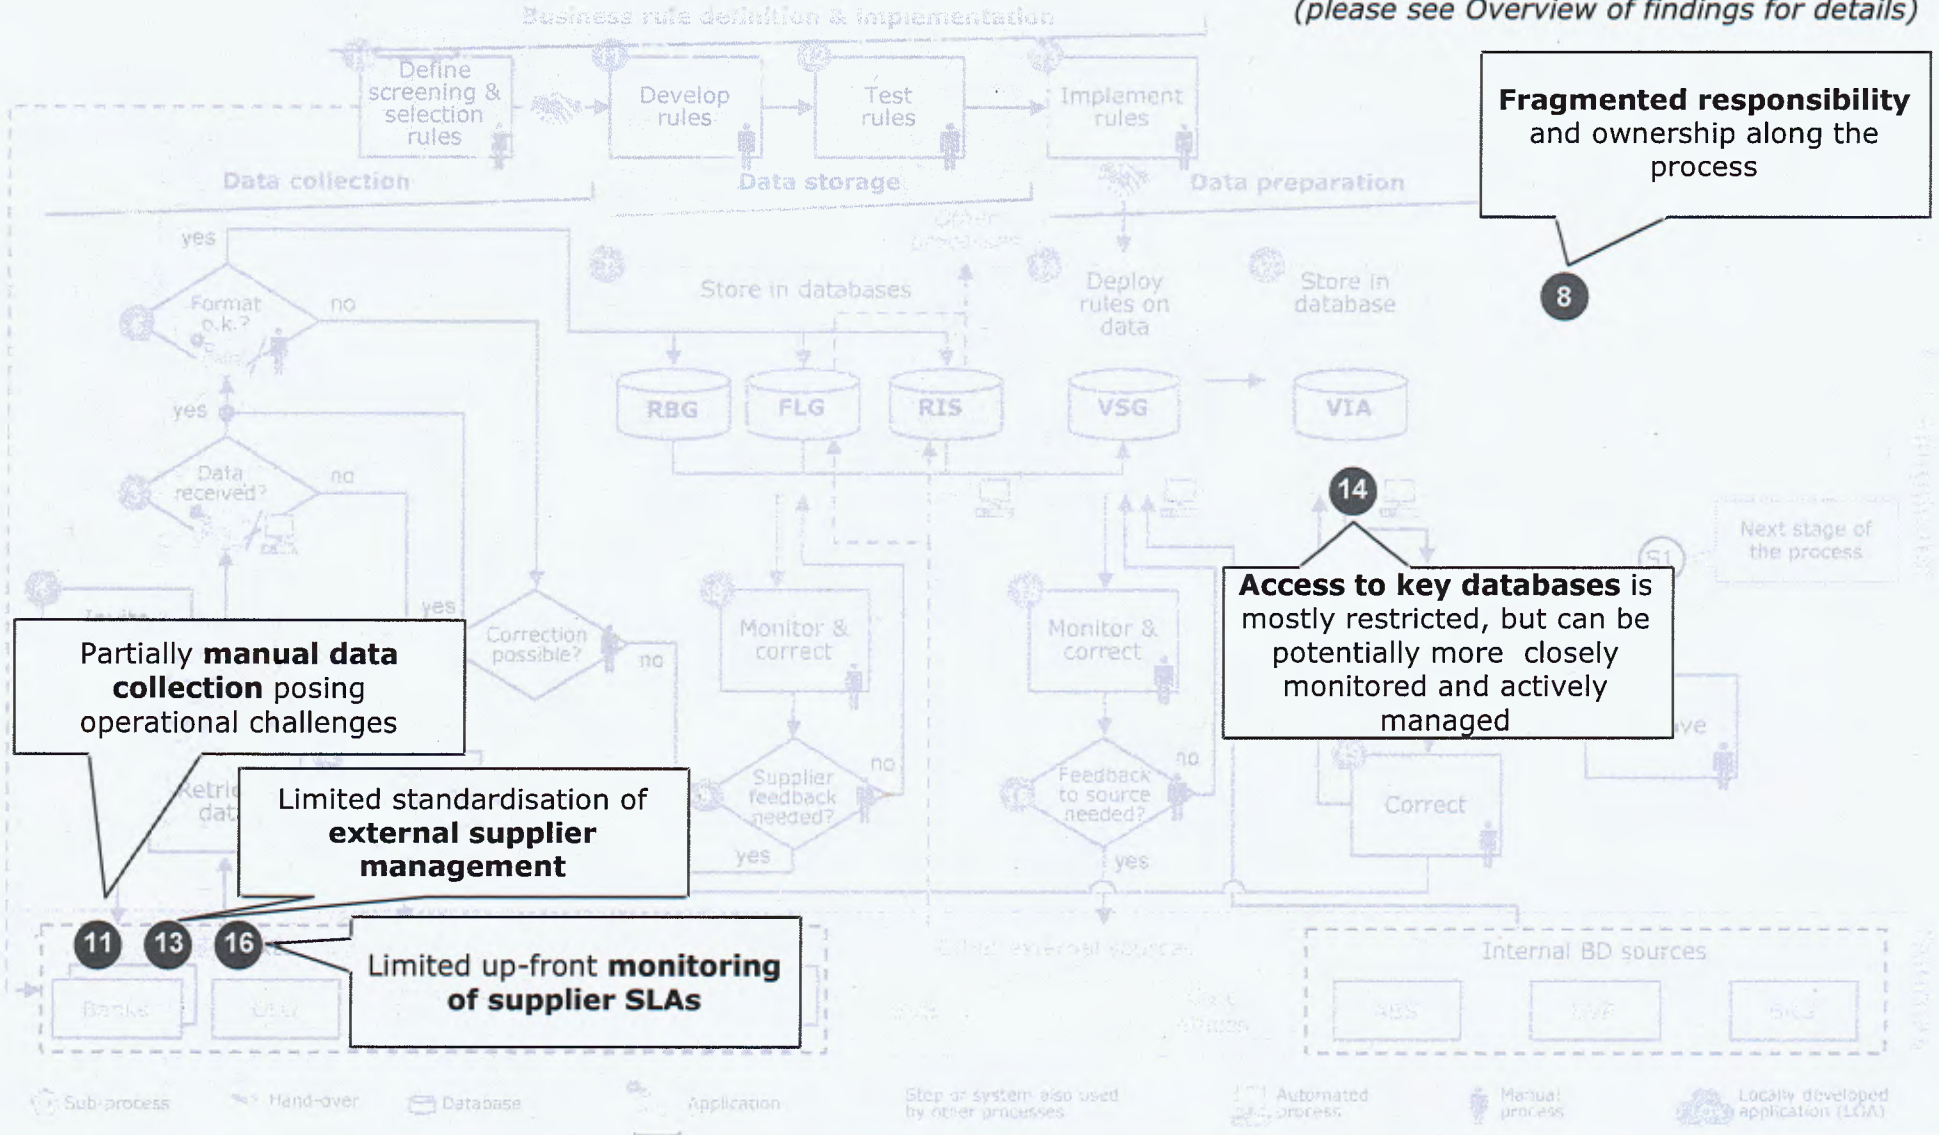 Business rule definition & implementation
(please see Overview of findings for details)
Define
screening &
selection
rules
Develop
rules
Test
rules
Implement
rules
Fragmented responsibility
and ownership along the
process
8
Data collection
Data storage
Data preparation
Other
processes
yes
Format
o.k.?
no
Store in databases
Deploy
rules on
data
Store in
database
RBG
FLG
RIS
VSG
VIA
yes
Data
received?
no
14
Next stage of
the process
S1
Access to key databases is
mostly restricted, but can be
potentially more closely
monitored and actively
managed
yes
Correction
possible?
no
Monitor &
correct
Monitor &
correct
Partially manual data
collection posing
operational challenges
Supplier
feedback
needed?
no
yes
Feedback
to source
needed?
no
yes
Correct
Limited standardisation of
external supplier
management
11
13
16
Limited up-front monitoring
of supplier SLAs
Banks
Internal BD sources
Sub-process
Hand-over
Database
Application
Step or system also used
by other processes
Automated
process
Manual
process
Locally developed
application (LDA)